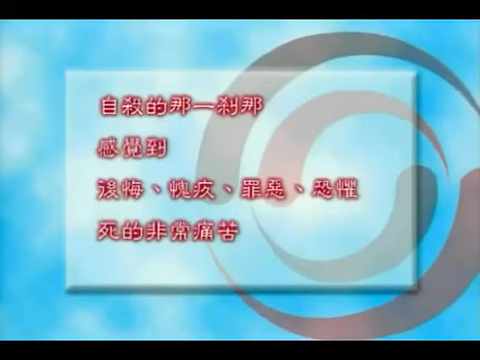 自殺的那一剎那
感覺到
後悔、愧疚、罪惡、恐懼
死的非常痛苦